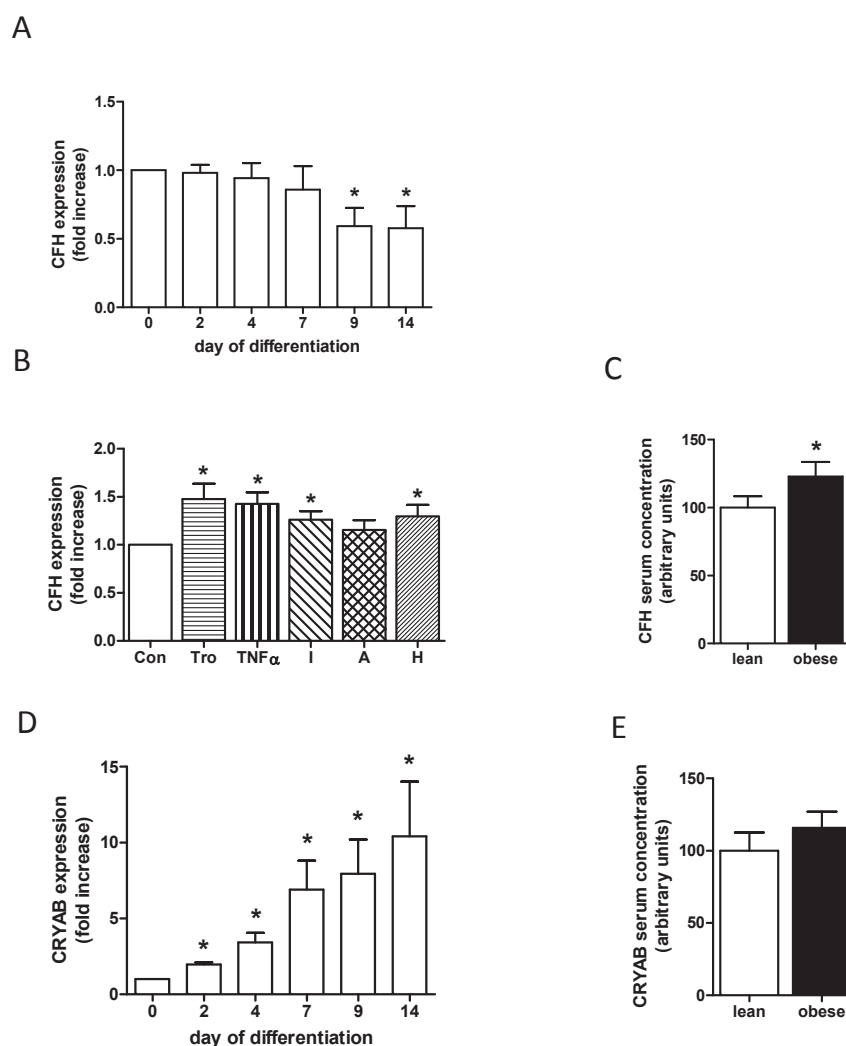 A
CFH expression
(fold increase)
1.5
1.0
0.5
0.0
* *
0 2 4 7 9 14
day of differentiation
B
CFH expression
(fold increase)
2.0
1.5
1.0
0.5
0.0
* * * *
Con Tro TNFα I A H
C
CFH serum concentration
(arbitrary units)
150
100
50
0
*
lean obese
D
CRYAB expression
(fold increase)
15
10
5
0
* * * * *
0 2 4 7 9 14
day of differentiation
E
CRYAB serum concentration
(arbitrary units)
150
100
50
0
lean obese